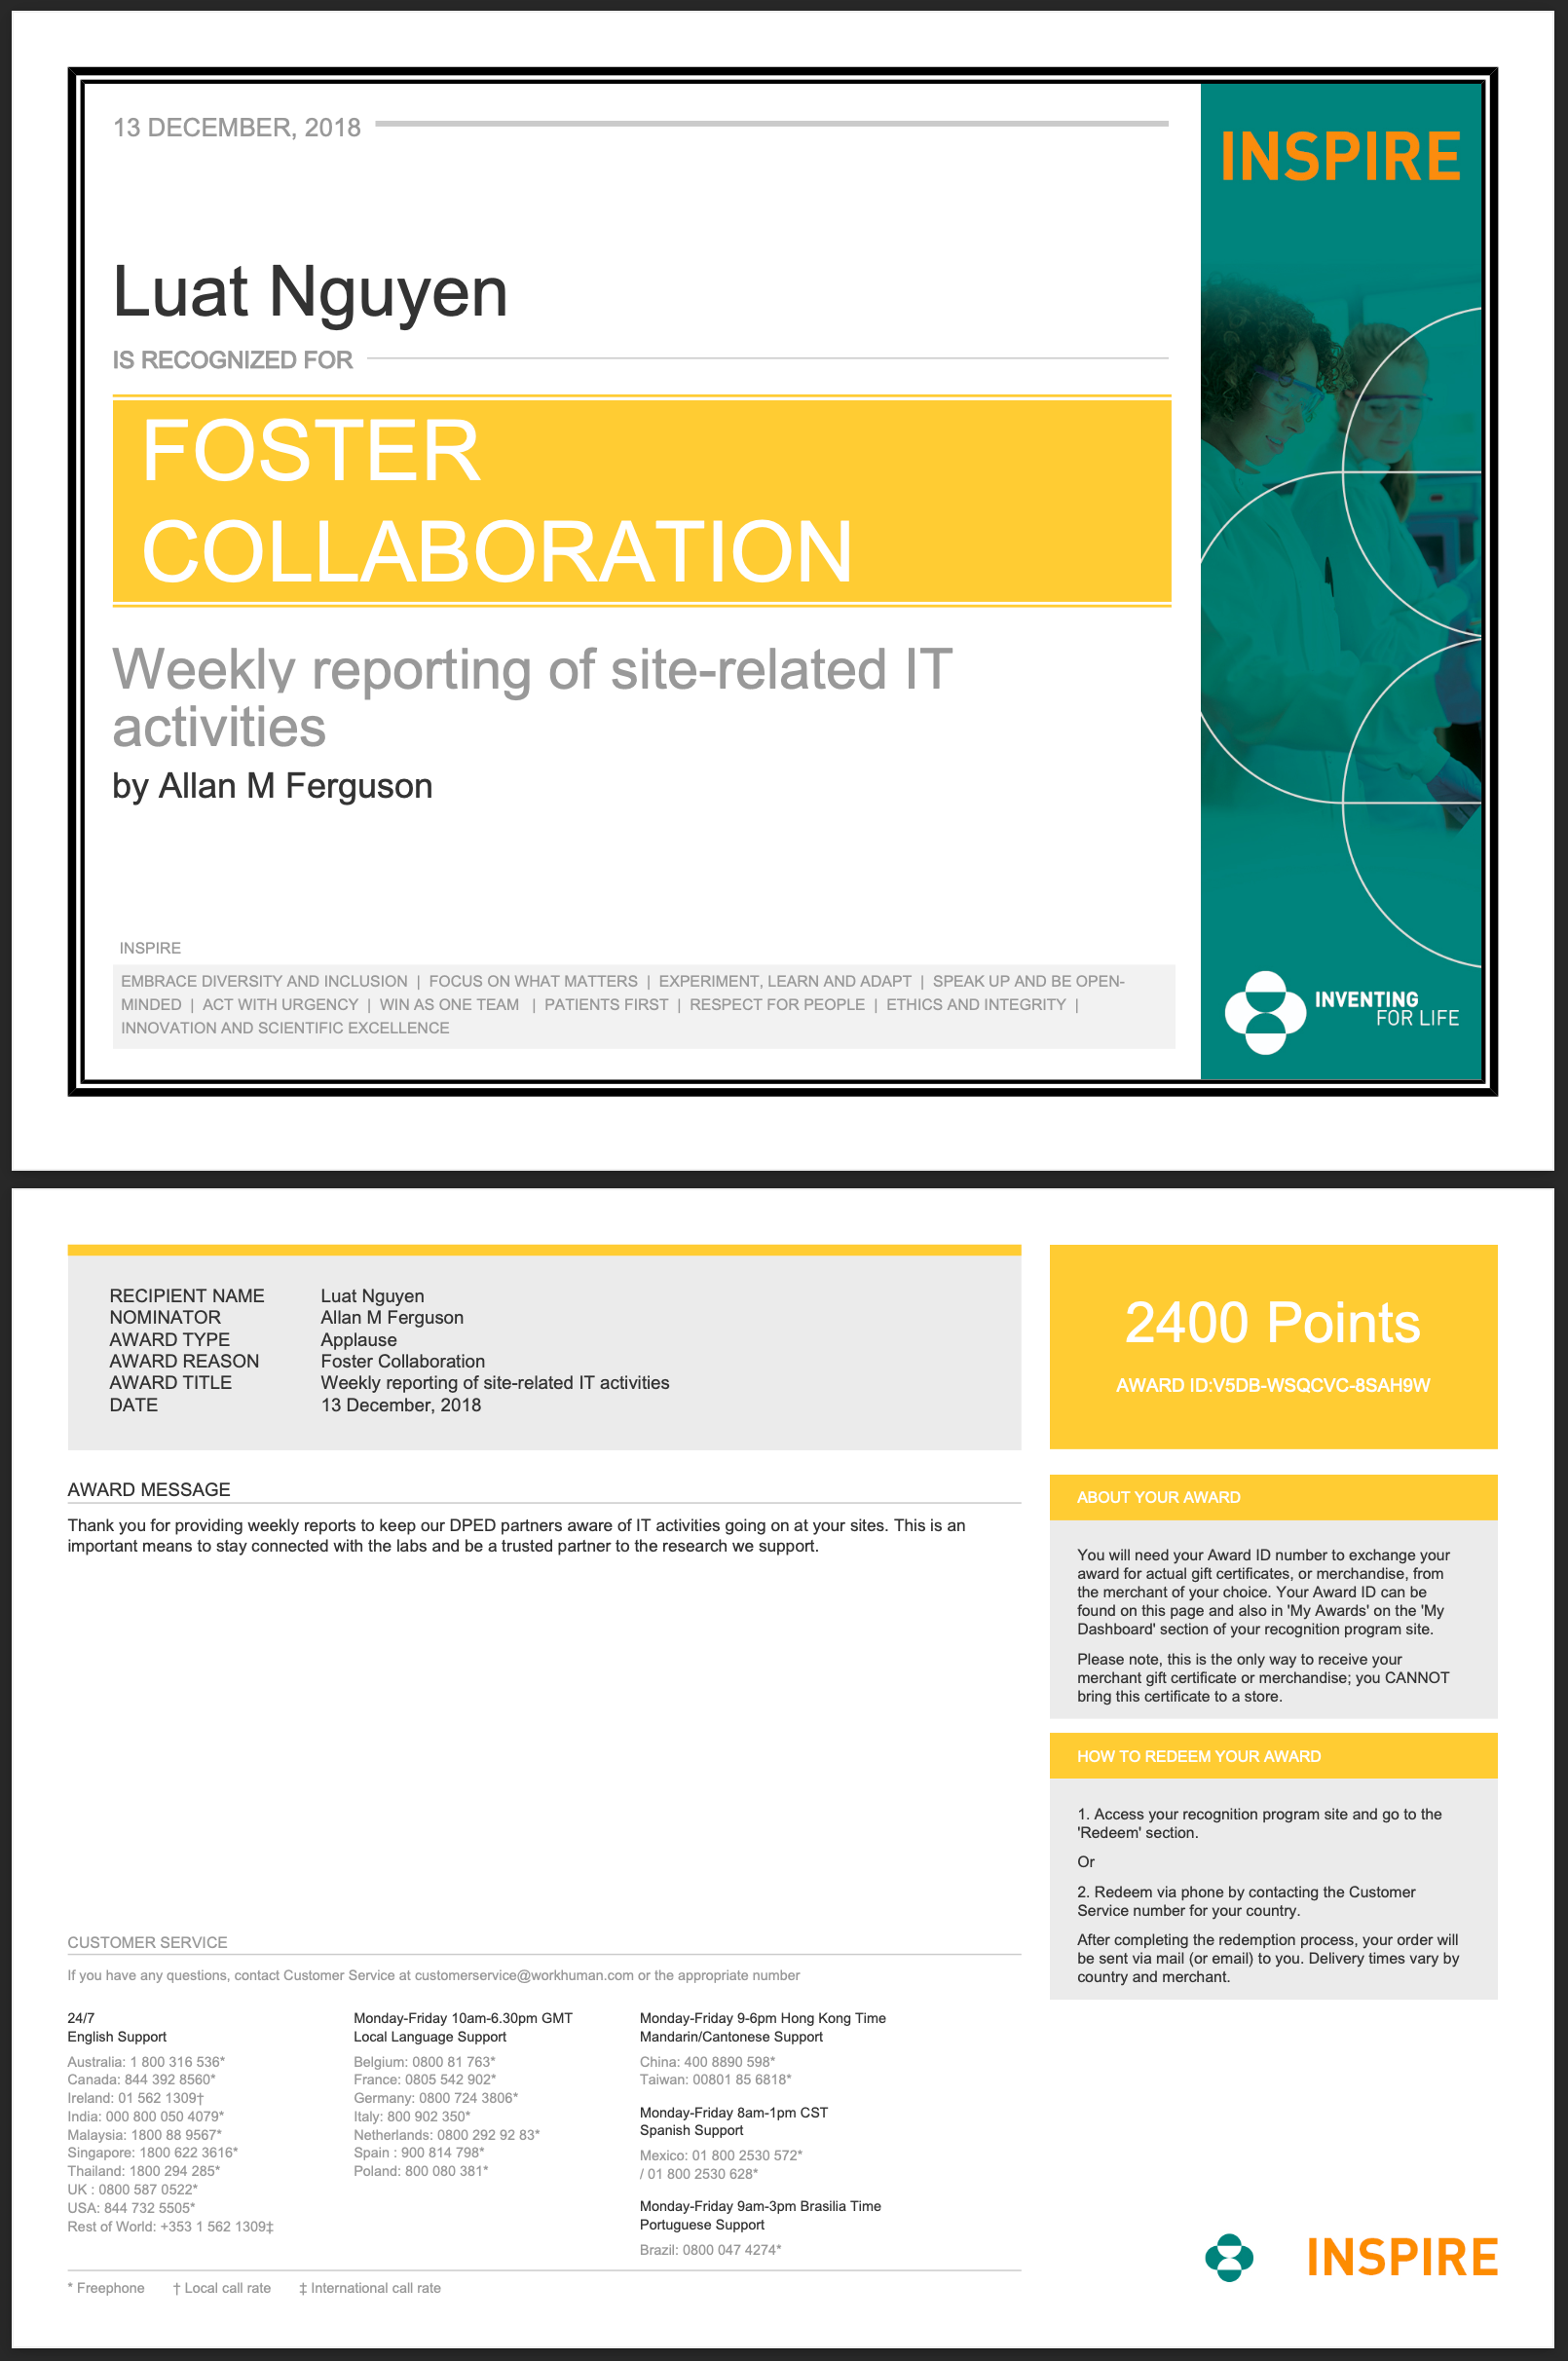 13 DECEMBER, 2018
INSPIRE
Luat Nguyen
IS RECOGNIZED FOR
FOSTER
COLLABORATION
Weekly reporting of site-related IT
activities
by Allan M Ferguson
INSPIRE
EMBRACE DIVERSITY AND INCLUSION | FOCUS ON WHAT MATTERS | EXPERIMENT, LEARN AND ADAPT | SPEAK UP AND BE OPEN-
MINDED | ACT WITH URGENCY | WIN AS ONE TEAM | PATIENTS FIRST | RESPECT FOR PEOPLE | ETHICS AND INTEGRITY |
INNOVATION AND SCIENTIFIC EXCELLENCE
INVENTING
FOR LIFE
RECIPIENT NAME Luat Nguyen
NOMINATOR Allan M Ferguson
AWARD TYPE Applause
AWARD REASON Foster Collaboration
AWARD TITLE Weekly reporting of site-related IT activities
DATE 13 December, 2018
2400 Points
AWARD ID:V5DB-WSQCVC-8SAH9W
AWARD MESSAGE
Thank you for providing weekly reports to keep our DPED partners aware of IT activities going on at your sites. This is an
important means to stay connected with the labs and be a trusted partner to the research we support.
ABOUT YOUR AWARD
You will need your Award ID number to exchange your
award for actual gift certificates, or merchandise, from
the merchant of your choice. Your Award ID can be
found on this page and also in 'My Awards' on the 'My
Dashboard' section of your recognition program site.
Please note, this is the only way to receive your
merchant gift certificate or merchandise; you CANNOT
bring this certificate to a store.
HOW TO REDEEM YOUR AWARD
1. Access your recognition program site and go to the
'Redeem' section.
Or
2. Redeem via phone by contacting the Customer
Service number for your country.
After completing the redemption process, your order will
be sent via mail (or email) to you. Delivery times vary by
country and merchant.
CUSTOMER SERVICE
If you have any questions, contact Customer Service at customerservice@workhuman.com or the appropriate number
24/7
English Support
Australia: 1 800 316 536*
Canada: 844 392 8560*
Ireland: 01 562 1309†
India: 000 800 050 4079*
Malaysia: 1800 88 9567*
Singapore: 1800 622 3616*
Thailand: 1800 294 285*
UK : 0800 587 0522*
USA: 844 732 5505*
Rest of World: +353 1 562 1309‡
Monday-Friday 10am-6.30pm GMT
Local Language Support
Belgium: 0800 81 763*
France: 0805 542 902*
Germany: 0800 724 3806*
Italy: 800 902 350*
Netherlands: 0800 292 92 83*
Spain : 900 814 798*
Poland: 800 080 381*
Monday-Friday 9-6pm Hong Kong Time
Mandarin/Cantonese Support
China: 400 8890 598*
Taiwan: 00801 85 6818*
Monday-Friday 8am-1pm CST
Spanish Support
Mexico: 01 800 2530 572*
/ 01 800 2530 628*
Monday-Friday 9am-3pm Brasilia Time
Portuguese Support
Brazil: 0800 047 4274*
* Freephone † Local call rate ‡ International call rate
INSPIRE